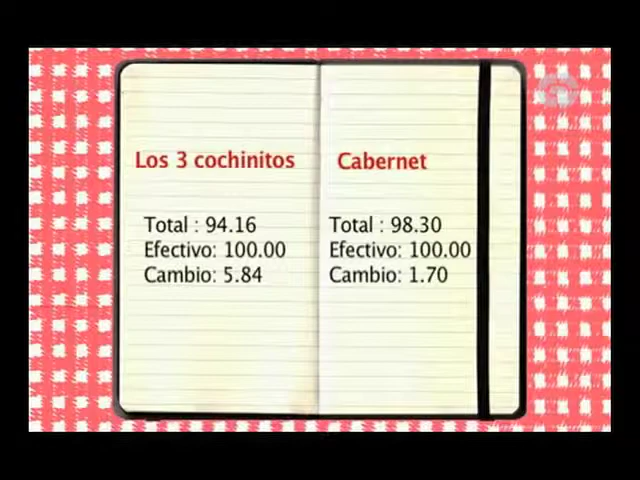 Los 3 cochinitos
Total : 94.16
Efectivo: 100.00
Cambio: 5.84
Cabernet
Total : 98.30
Efectivo: 100.00
Cambio: 1.70